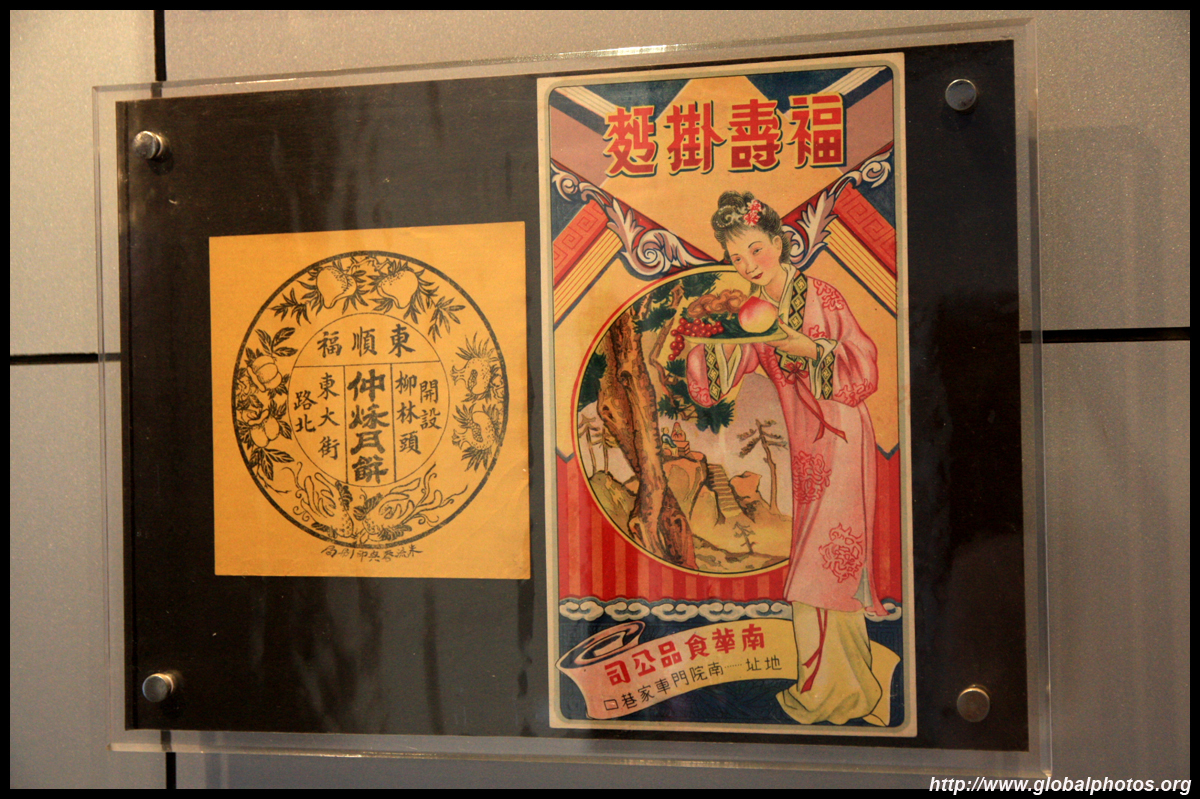 東順福
開設
柳林頭
仲秋月餅
東大街
路北
福壽掛麪
南華食品公司
地址……南院門車家巷口
http://www.globalphotos.org